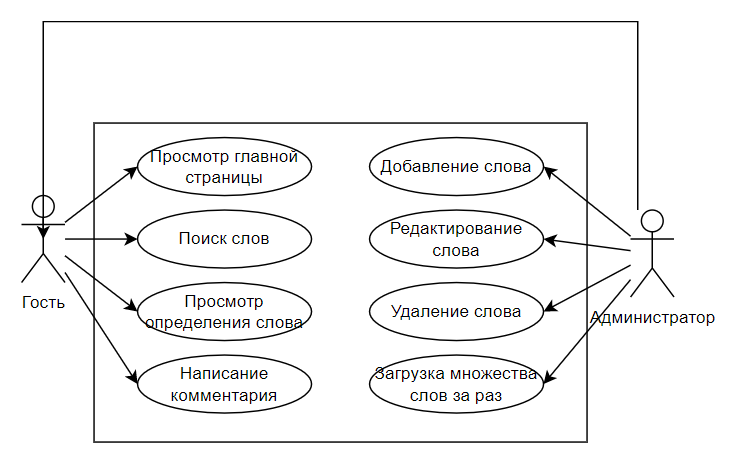 Просмотр главной
страницы
Поиск слов
Просмотр
определения слова
Написание
комментария
Добавление слова
Редактирование
слова
Удаление слова
Загрузка множества
слов за раз
Гость
Администратор